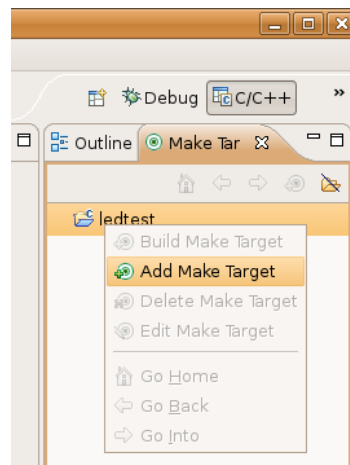 Debug C/C++ »
Outline Make Tar
ledtest
Build Make Target
Add Make Target
Delete Make Target
Edit Make Target
Go Home
Go Back
Go Into